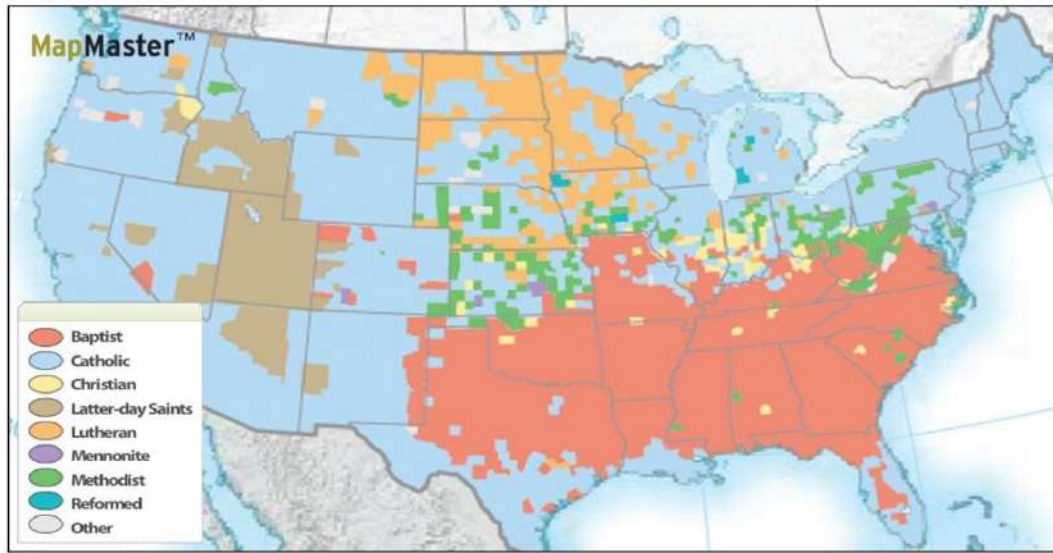 MapMaster™
Baptist
Catholic
Christian
Latter-day Saints
Lutheran
Mennonite
Methodist
Reformed
Other